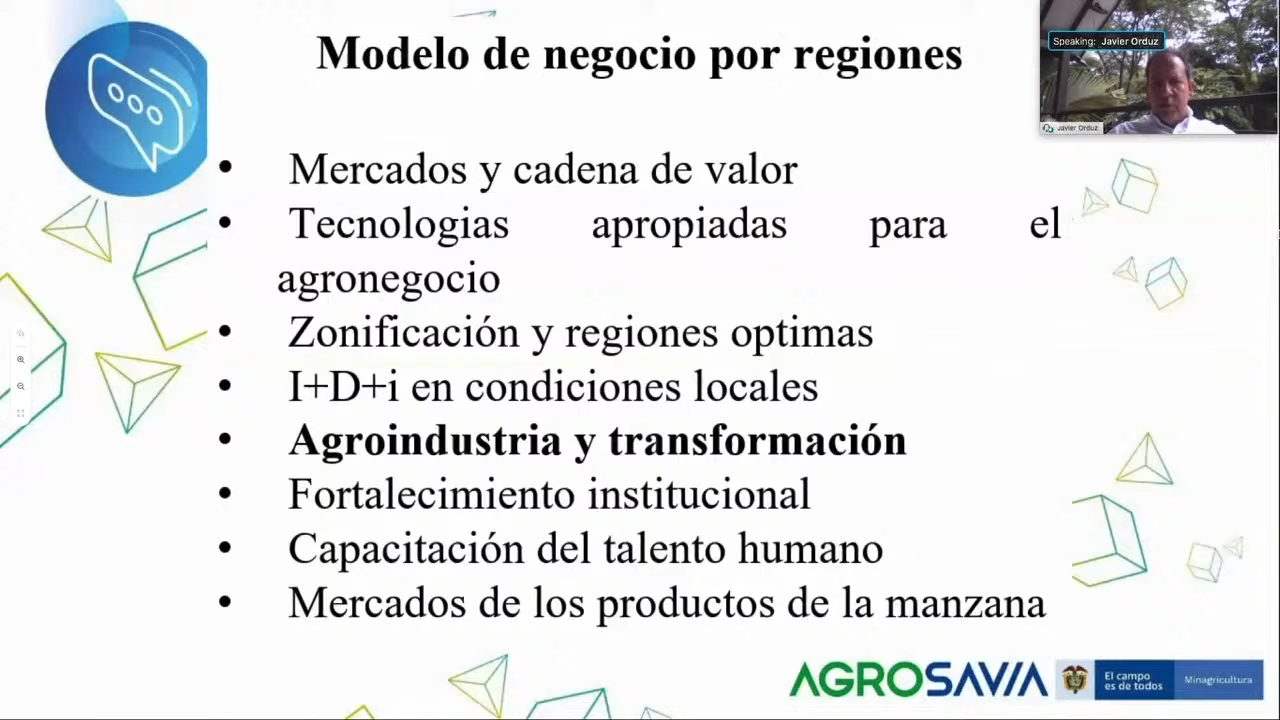 Modelo de negocio por regiones
Speaking: Javier Orduz
Javier Orduz
• Mercados y cadena de valor
• Tecnologias apropiadas para el
agronegocio
• Zonificación y regiones optimas
• I+D+i en condiciones locales
• Agroindustria y transformación
• Fortalecimiento institucional
• Capacitación del talento humano
• Mercados de los productos de la manzana
AGROSAVIA
El campo
es de todos
Minagricultura